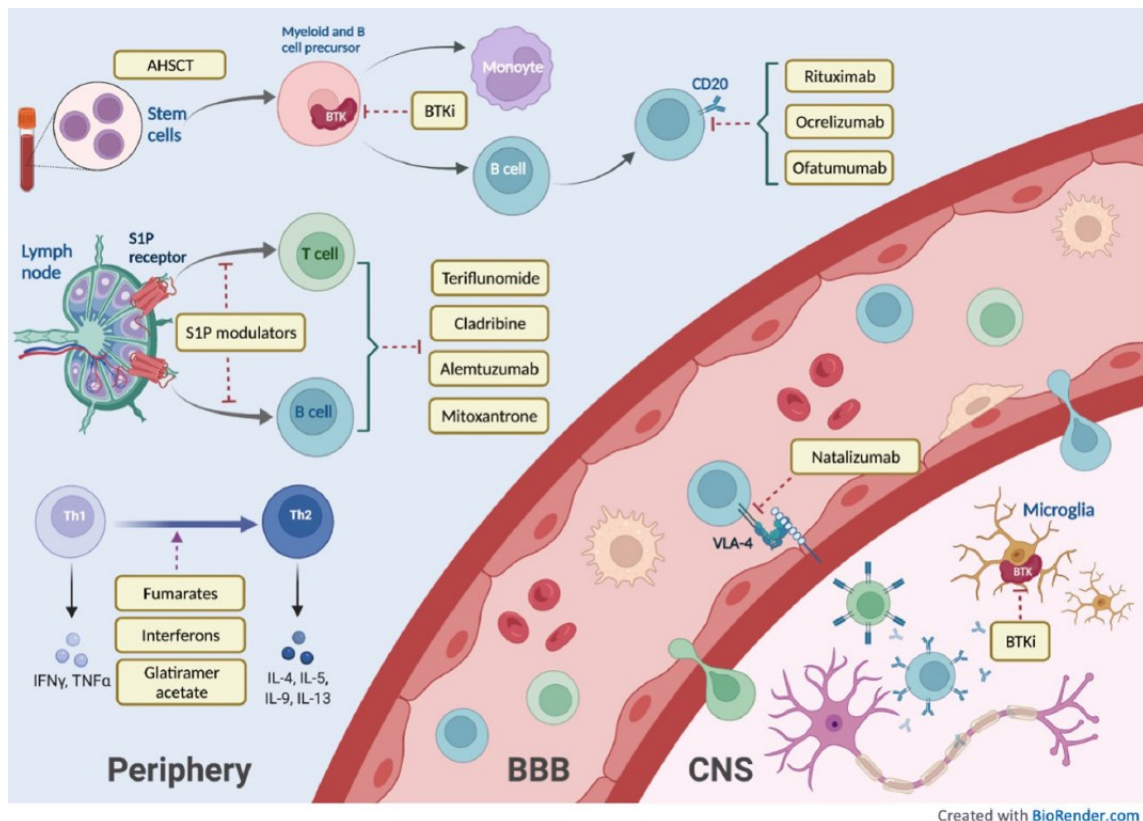 AHSCT
Stem
cells
Myeloid and B
cell precursor
BTK
BTKi
Monoyte
B cell
CD20
Rituximab
Ocrelizumab
Ofatumumab
Lymph
node
S1P
receptor
T cell
S1P modulators
B cell
Teriflunomide
Cladribine
Alemtuzumab
Mitoxantrone
Th1
Th2
Fumarates
Interferons
Glatiramer
acetate
IFNγ, TNFα
IL-4, IL-5,
IL-9, IL-13
Natalizumab
VLA-4
Microglia
BTK
BTKi
Periphery
BBB
CNS
Created with BioRender.com